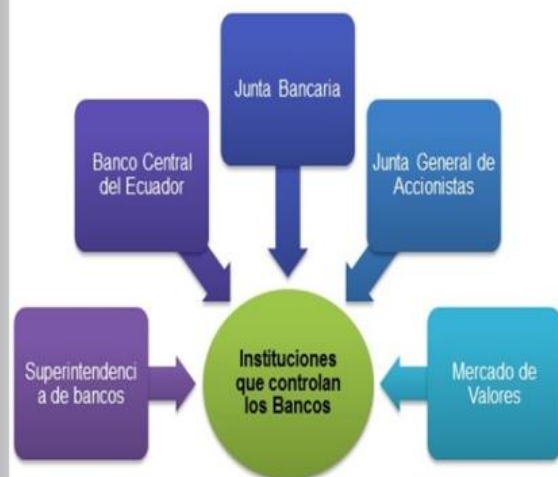 Junta Bancaria
Banco Central
del Ecuador
Junta General de
Accionistas
Superintendenci
a de bancos
Instituciones
que controlan
los Bancos
Mercado de
Valores